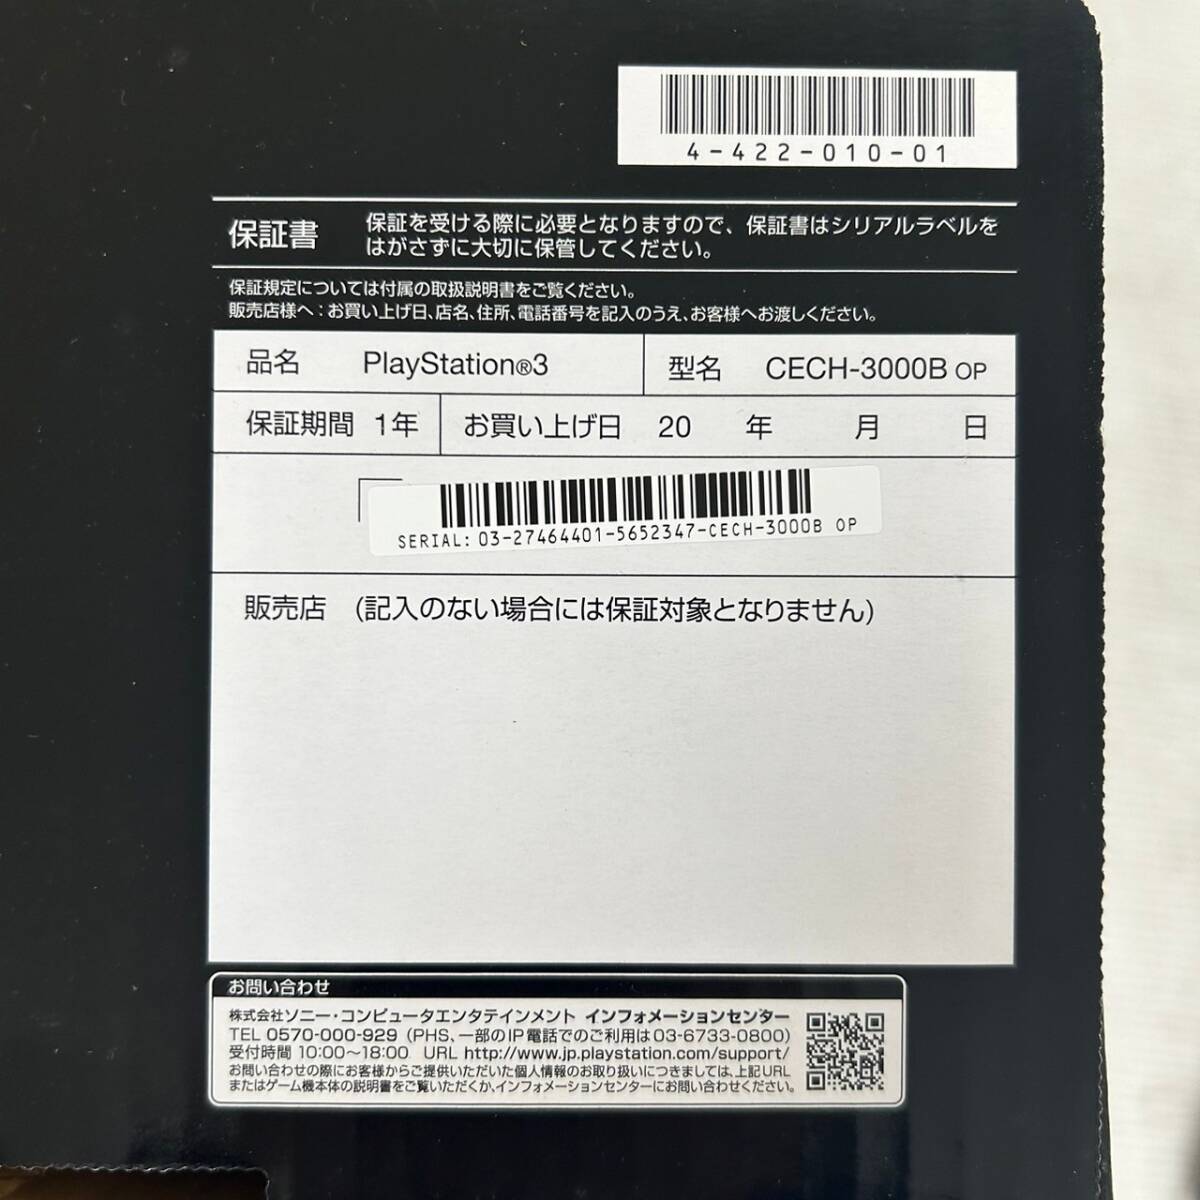 4-422-010-01
保証書
保証を受ける際に必要となりますので、保証書はシリアルラベルを
はがさずに大切に保管してください。
保証規定については付属の取扱説明書をご覧ください。
販売店様へ：お買い上げ日、店名、住所、電話番号を記入のうえ、お客様へお渡しください。
品名 PlayStation®3 型名 CECH-3000B OP
保証期間 1年 お買い上げ日 20 年 月 日
SERIAL: 03-27464401-5652347-CECH-3000B OP
販売店 (記入のない場合には保証対象となりません)
お問い合わせ
株式会社ソニー・コンピュータエンタテインメント インフォメーションセンター
TEL 0570-000-929 (PHS、一部のIP電話でのご利用は03-6733-0800)
受付時間 10:00～18:00 URL http://www.jp.playstation.com/support/
お問い合わせの際にお客様からご提供いただいた個人情報のお取り扱いにつきましては、上記URL
またはゲーム機本体の説明書をご覧いただくか、インフォメーションセンターにお問い合わせください。